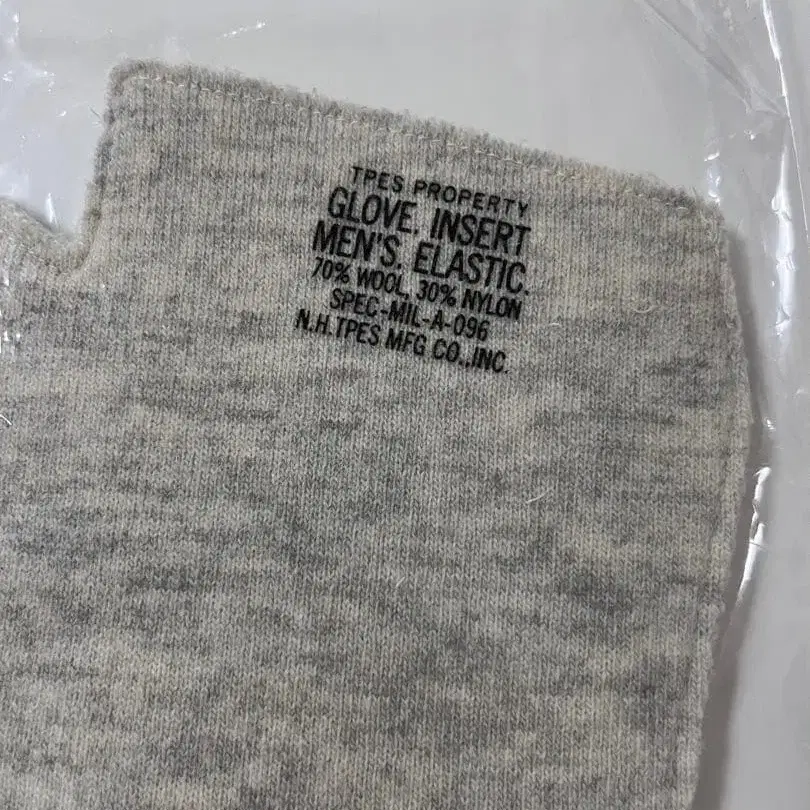 TPES PROPERTY
GLOVE, INSERT
MEN'S, ELASTIC.
70% WOOL, 30% NYLON
SPEC-MIL-A-096
N.H.TPES MFG CO.,INC.